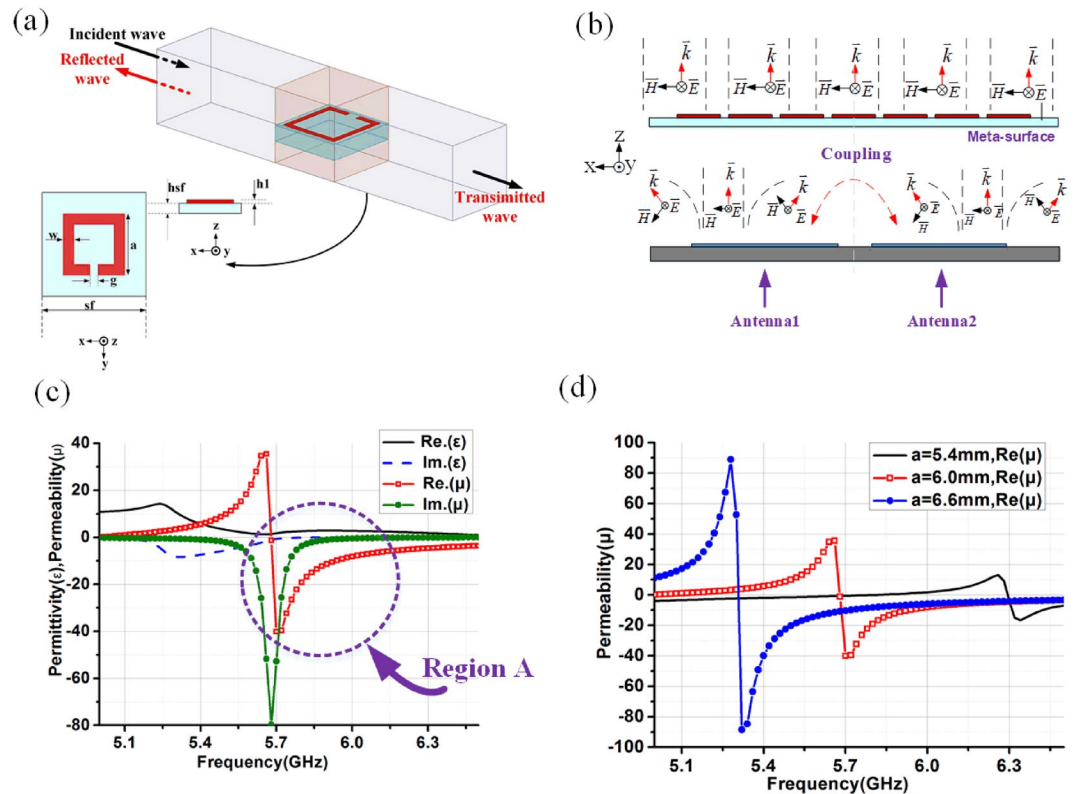 (a)
Incident wave
Reflected
wave
Transimitted
wave
hsf
h1
z
x
y
w
a
g
sf
x
z
y
(b)
k̄ k̄ k̄ k̄ k̄
H̄ Ē H̄ Ē H̄ Ē H̄ Ē H̄ Ē
Meta-surface
z
x
y
Coupling
k̄ k̄ k̄ k̄ k̄ k̄
H̄ Ē H̄ Ē H̄ Ē H̄ Ē H̄ Ē H̄ Ē
Antenna1
Antenna2
(c)
Permittivity(ε),Permeability(μ)
40
20
0
-20
-40
-60
-80
Re.(ε)
Im.(ε)
Re.(μ)
Im.(μ)
Region A
5.1 5.4 5.7 6.0 6.3
Frequency(GHz)
(d)
Permeability(μ)
100
80
60
40
20
0
-20
-40
-60
-80
-100
a=5.4mm,Re(μ)
a=6.0mm,Re(μ)
a=6.6mm,Re(μ)
5.1 5.4 5.7 6.0 6.3
Frequency(GHz)